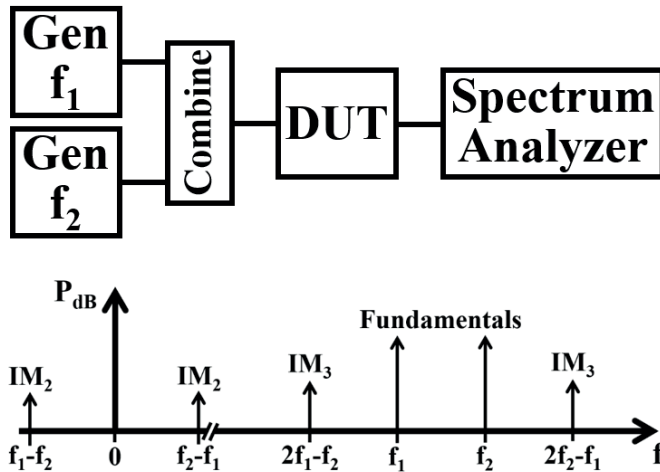 Gen
f₁
Gen
f₂
Combine
DUT
Spectrum
Analyzer
P_dB
Fundamentals
IM₂
IM₂
IM₃
IM₃
f₁-f₂
0
f₂-f₁
2f₁-f₂
f₁
f₂
2f₂-f₁
f